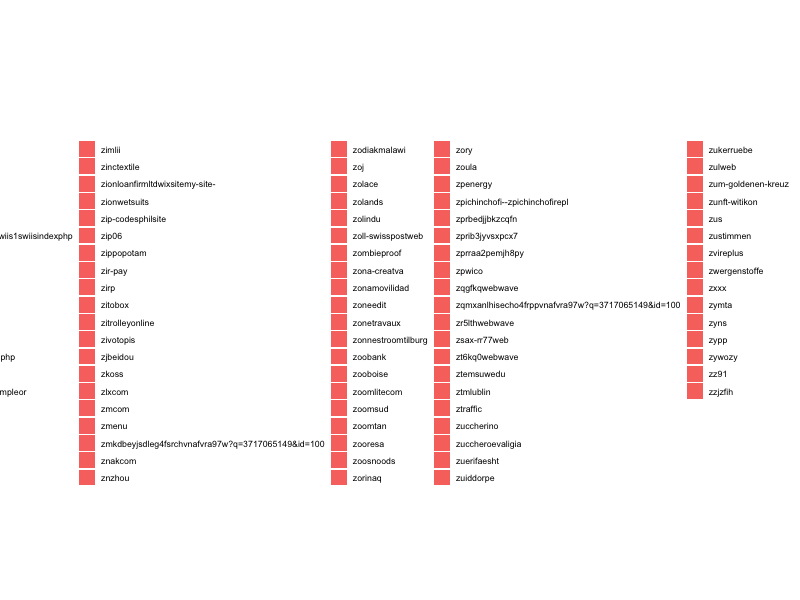 wiis1swiisindexphp
php
mpleor
zimlii
zinctextile
zionloanfirmltdwixsitemy-site-
zionwetsuits
zip-codesphilsite
zip06
zippopotam
zir-pay
zirp
zitobox
zitrolleyonline
zivotopis
zjbeidou
zkoss
zlxcom
zmcom
zmenu
zmkdbeyjsdleg4fsrchvnafvra97w?q=3717065149&id=100
znakcom
znzhou
zodiakmalawi
zoj
zolace
zolands
zolindu
zoll-swisspostweb
zombieproof
zona-creatva
zonamovilidad
zoneedit
zonetravaux
zonnestroomtilburg
zoobank
zooboise
zoomlitecom
zoomsud
zoomtan
zooresa
zoosnoods
zorinaq
zory
zoula
zpenergy
zpichinchofi--zpichinchofirepl
zprbedjjbkzcqfn
zprib3jyvsxpcx7
zprraa2pemjh8py
zpwico
zqgfkqwebwave
zqmxanlhisecho4frppvnafvra97w?q=3717065149&id=100
zr5lthwebwave
zsax-rr77web
zt6kq0webwave
ztemsuwedu
ztmlublin
ztraffic
zuccherino
zuccheroevaligia
zuerifaesht
zuiddorpe
zukerruebe
zulweb
zum-goldenen-kreuz
zunft-witikon
zus
zustimmen
zvireplus
zwergenstoffe
zxxx
zymta
zyns
zypp
zywozy
zz91
zzjzfih